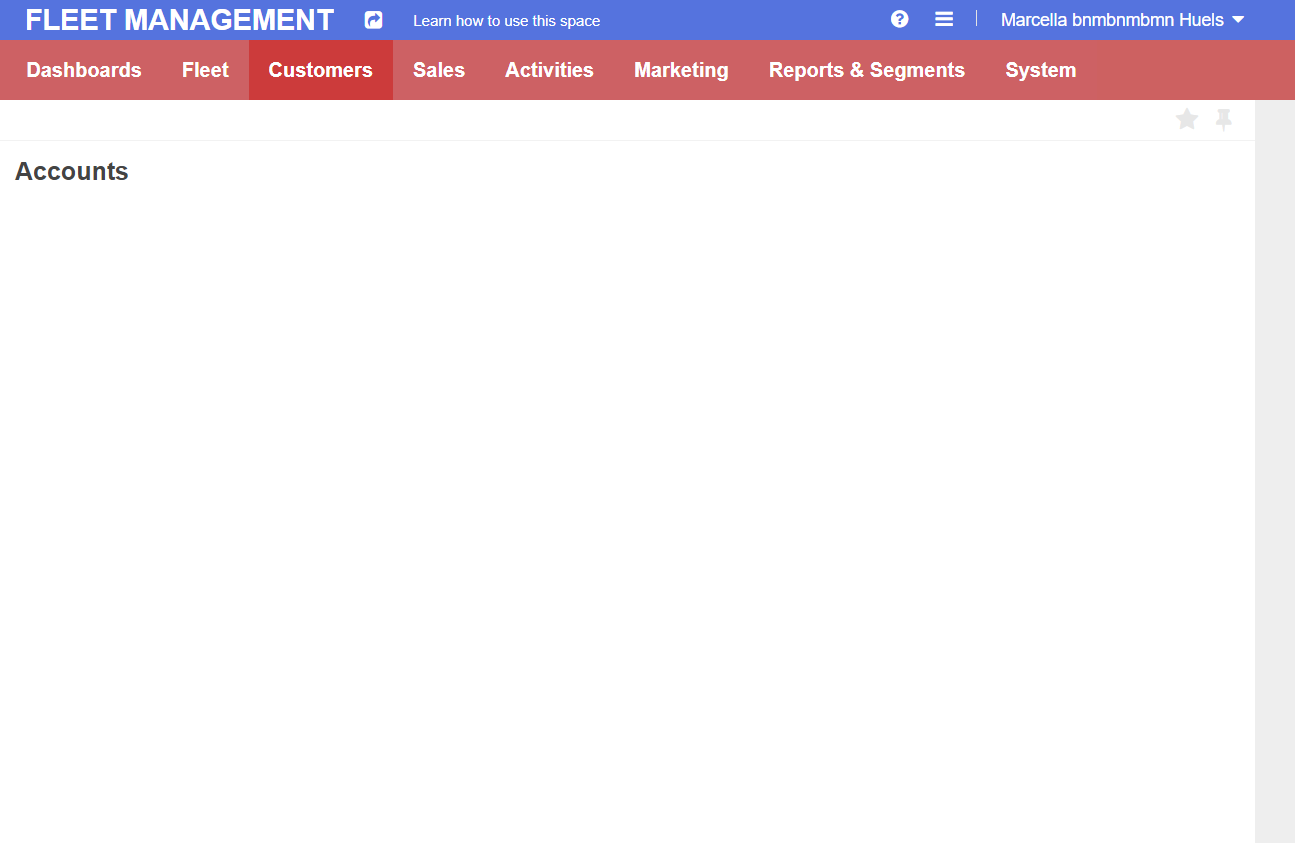 FLEET MANAGEMENT Learn how to use this space Marcella bnmbnmbmn Huels
Dashboards Fleet Customers Sales Activities Marketing Reports & Segments System
Accounts